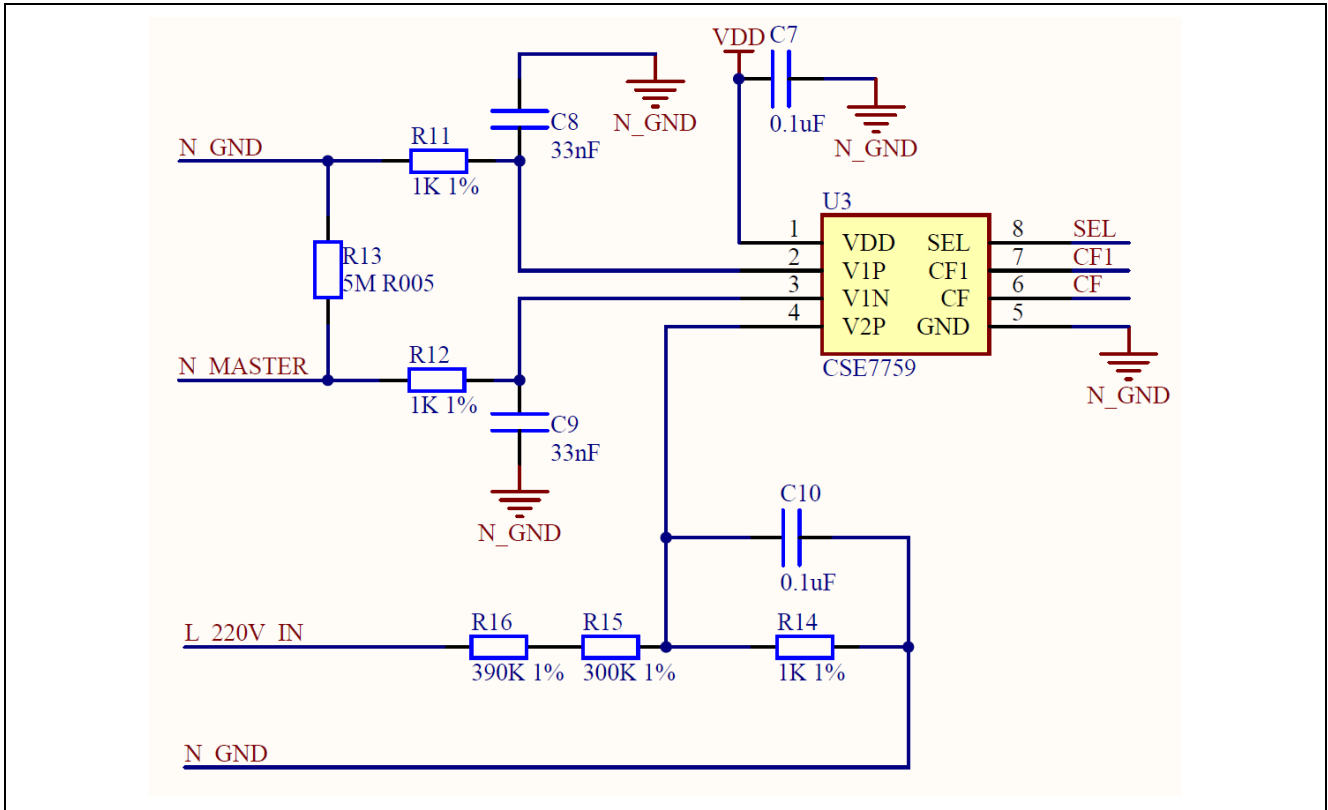 VDD C7
0.1uF
N_GND
N_GND
C8
33nF
N_GND
R11
1K 1%
R13
5M R005
N_MASTER
R12
1K 1%
C9
33nF
N_GND
U3
1 VDD SEL 8 SEL
2 V1P CF1 7 CF1
3 V1N CF 6 CF
4 V2P GND 5
CSE7759
N_GND
C10
0.1uF
L_220V_IN
R16
390K 1%
R15
300K 1%
R14
1K 1%
N_GND